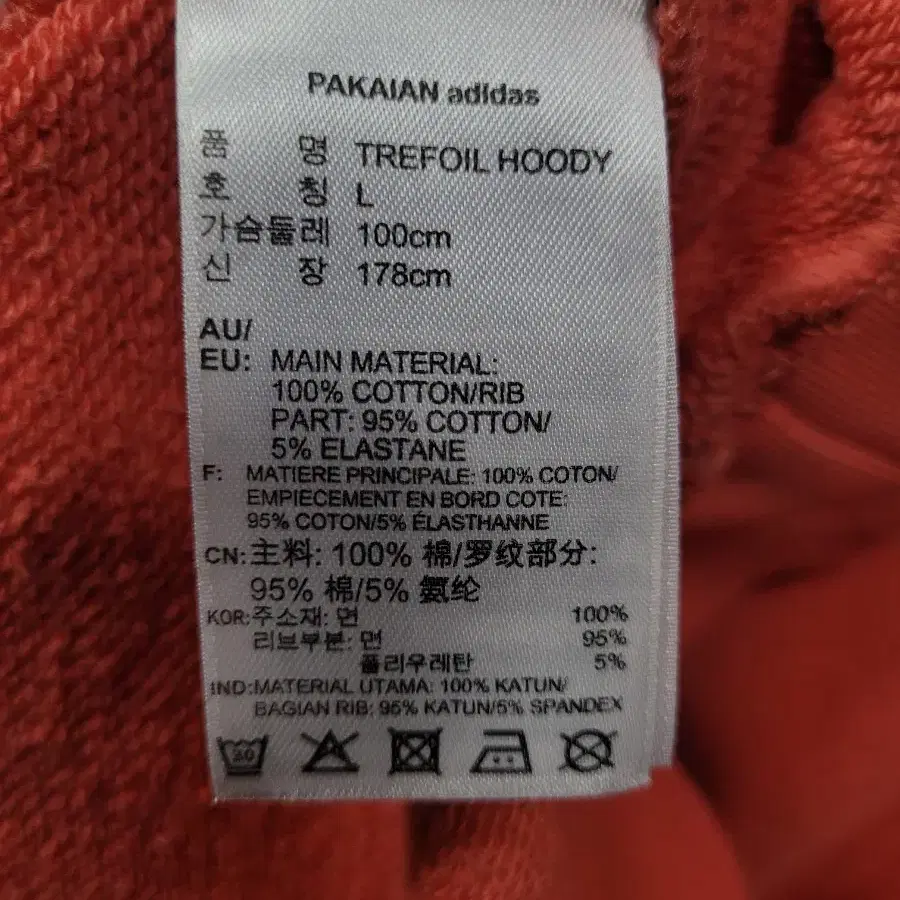 PAKAIAN adidas
품 명 TREFOIL HOODY
호 칭 L
가슴둘레 100cm
신 장 178cm
AU/
EU: MAIN MATERIAL:
100% COTTON/RIB
PART: 95% COTTON/
5% ELASTANE
F: MATIERE PRINCIPALE: 100% COTON/
EMPIECEMENT EN BORD COTE:
95% COTON/5% ÉLASTHANNE
CN: 主料: 100% 棉/罗纹部分:
95% 棉/5% 氨纶
KOR: 주소재: 면 100%
리브부분: 면 95%
폴리우레탄 5%
IND: MATERIAL UTAMA: 100% KATUN/
BAGIAN RIB: 95% KATUN/5% SPANDEX